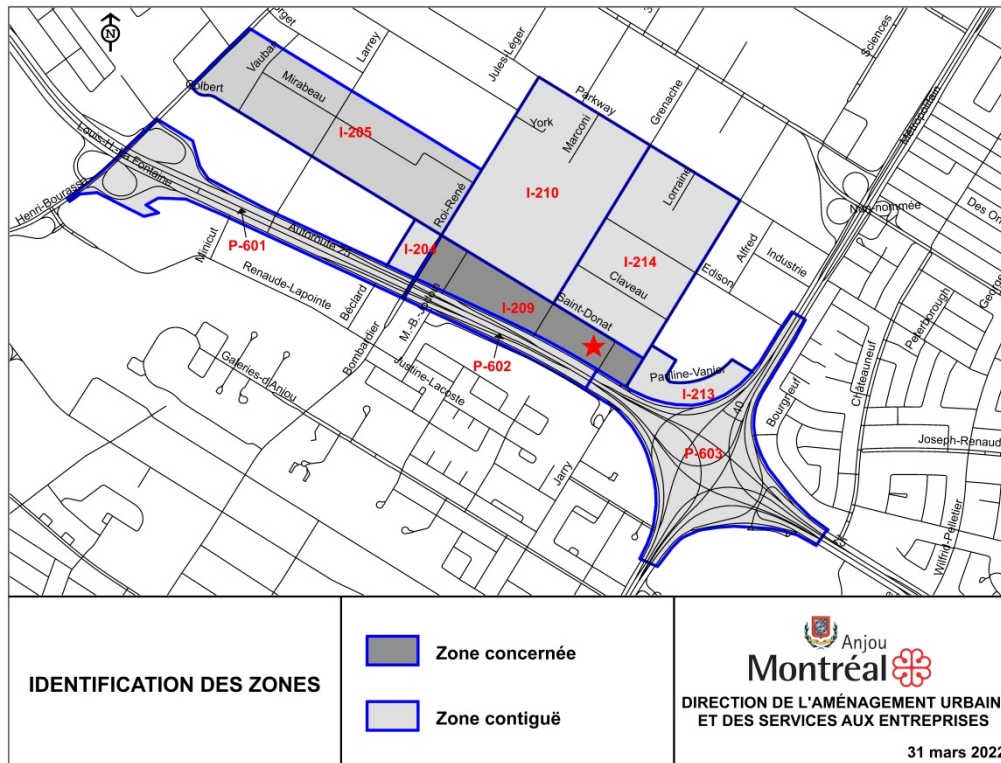 N
Vauban
Larrey
Jules-Léger
Sciences
Colbert
Mirabeau
Parkway
Grenache
Métropolitain
York
Marconi
I-205
Louis-H.-La Fontaine
Roi-René
I-210
Lorraine
Henri-Bourassa
Non-nommée
Des Or
P-601
Autoroute 25
I-204
I-214
Alfred
Minicut
Edison
Industrie
Claveau
Georges
Renaude-Lapointe
Béclard
M.-B.-Jodoin
I-209
Saint-Donat
Peterborough
Bombardier
P-602
Pauline-Vanier
Châteauneuf
Galeries-d'Anjou
Justine-Lacoste
I-213
40
Bourgneuf
Joseph-Renaud
P-603
Jarry
Wilfrid-Pelletier
IDENTIFICATION DES ZONES
Zone concernée
Zone contiguë
Anjou
Montréal
DIRECTION DE L'AMÉNAGEMENT URBAIN
ET DES SERVICES AUX ENTREPRISES
31 mars 2022